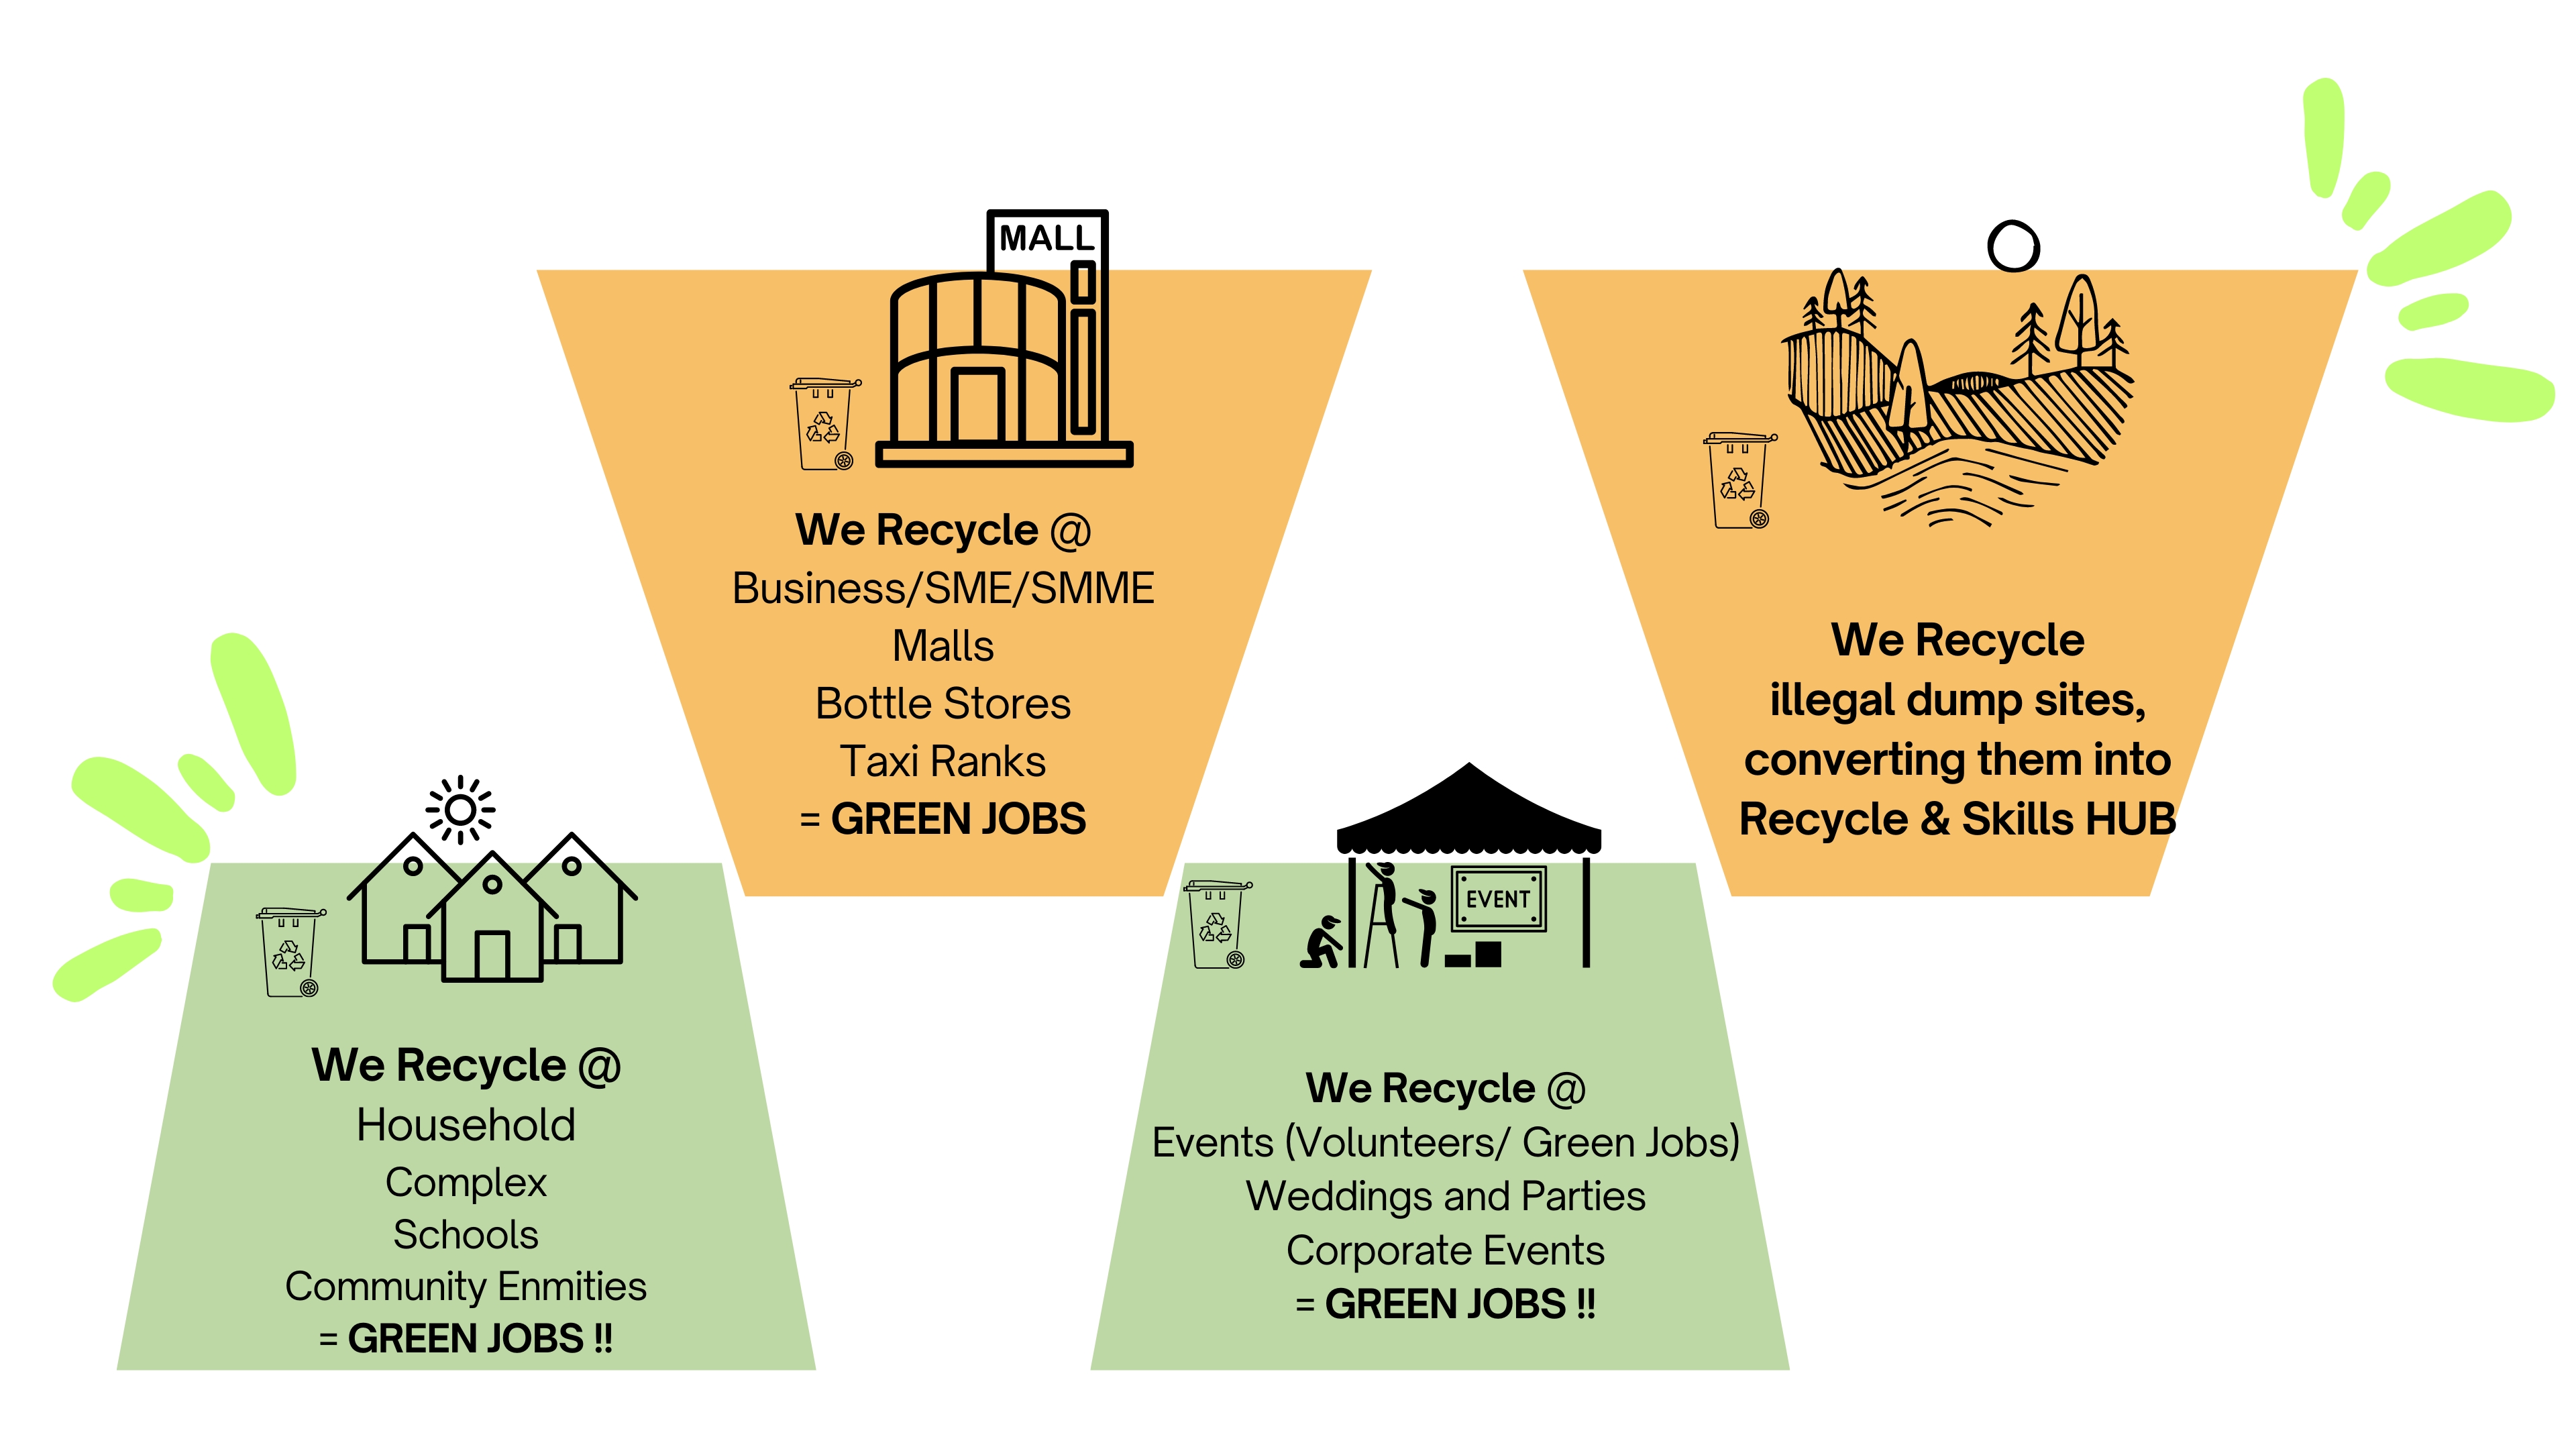 MALL
We Recycle @
Business/SME/SMME
Malls
Bottle Stores
Taxi Ranks
= GREEN JOBS
We Recycle
illegal dump sites,
converting them into
Recycle & Skills HUB
We Recycle @
Household
Complex
Schools
Community Enmities
= GREEN JOBS !!
EVENT
We Recycle @
Events (Volunteers/ Green Jobs)
Weddings and Parties
Corporate Events
= GREEN JOBS !!